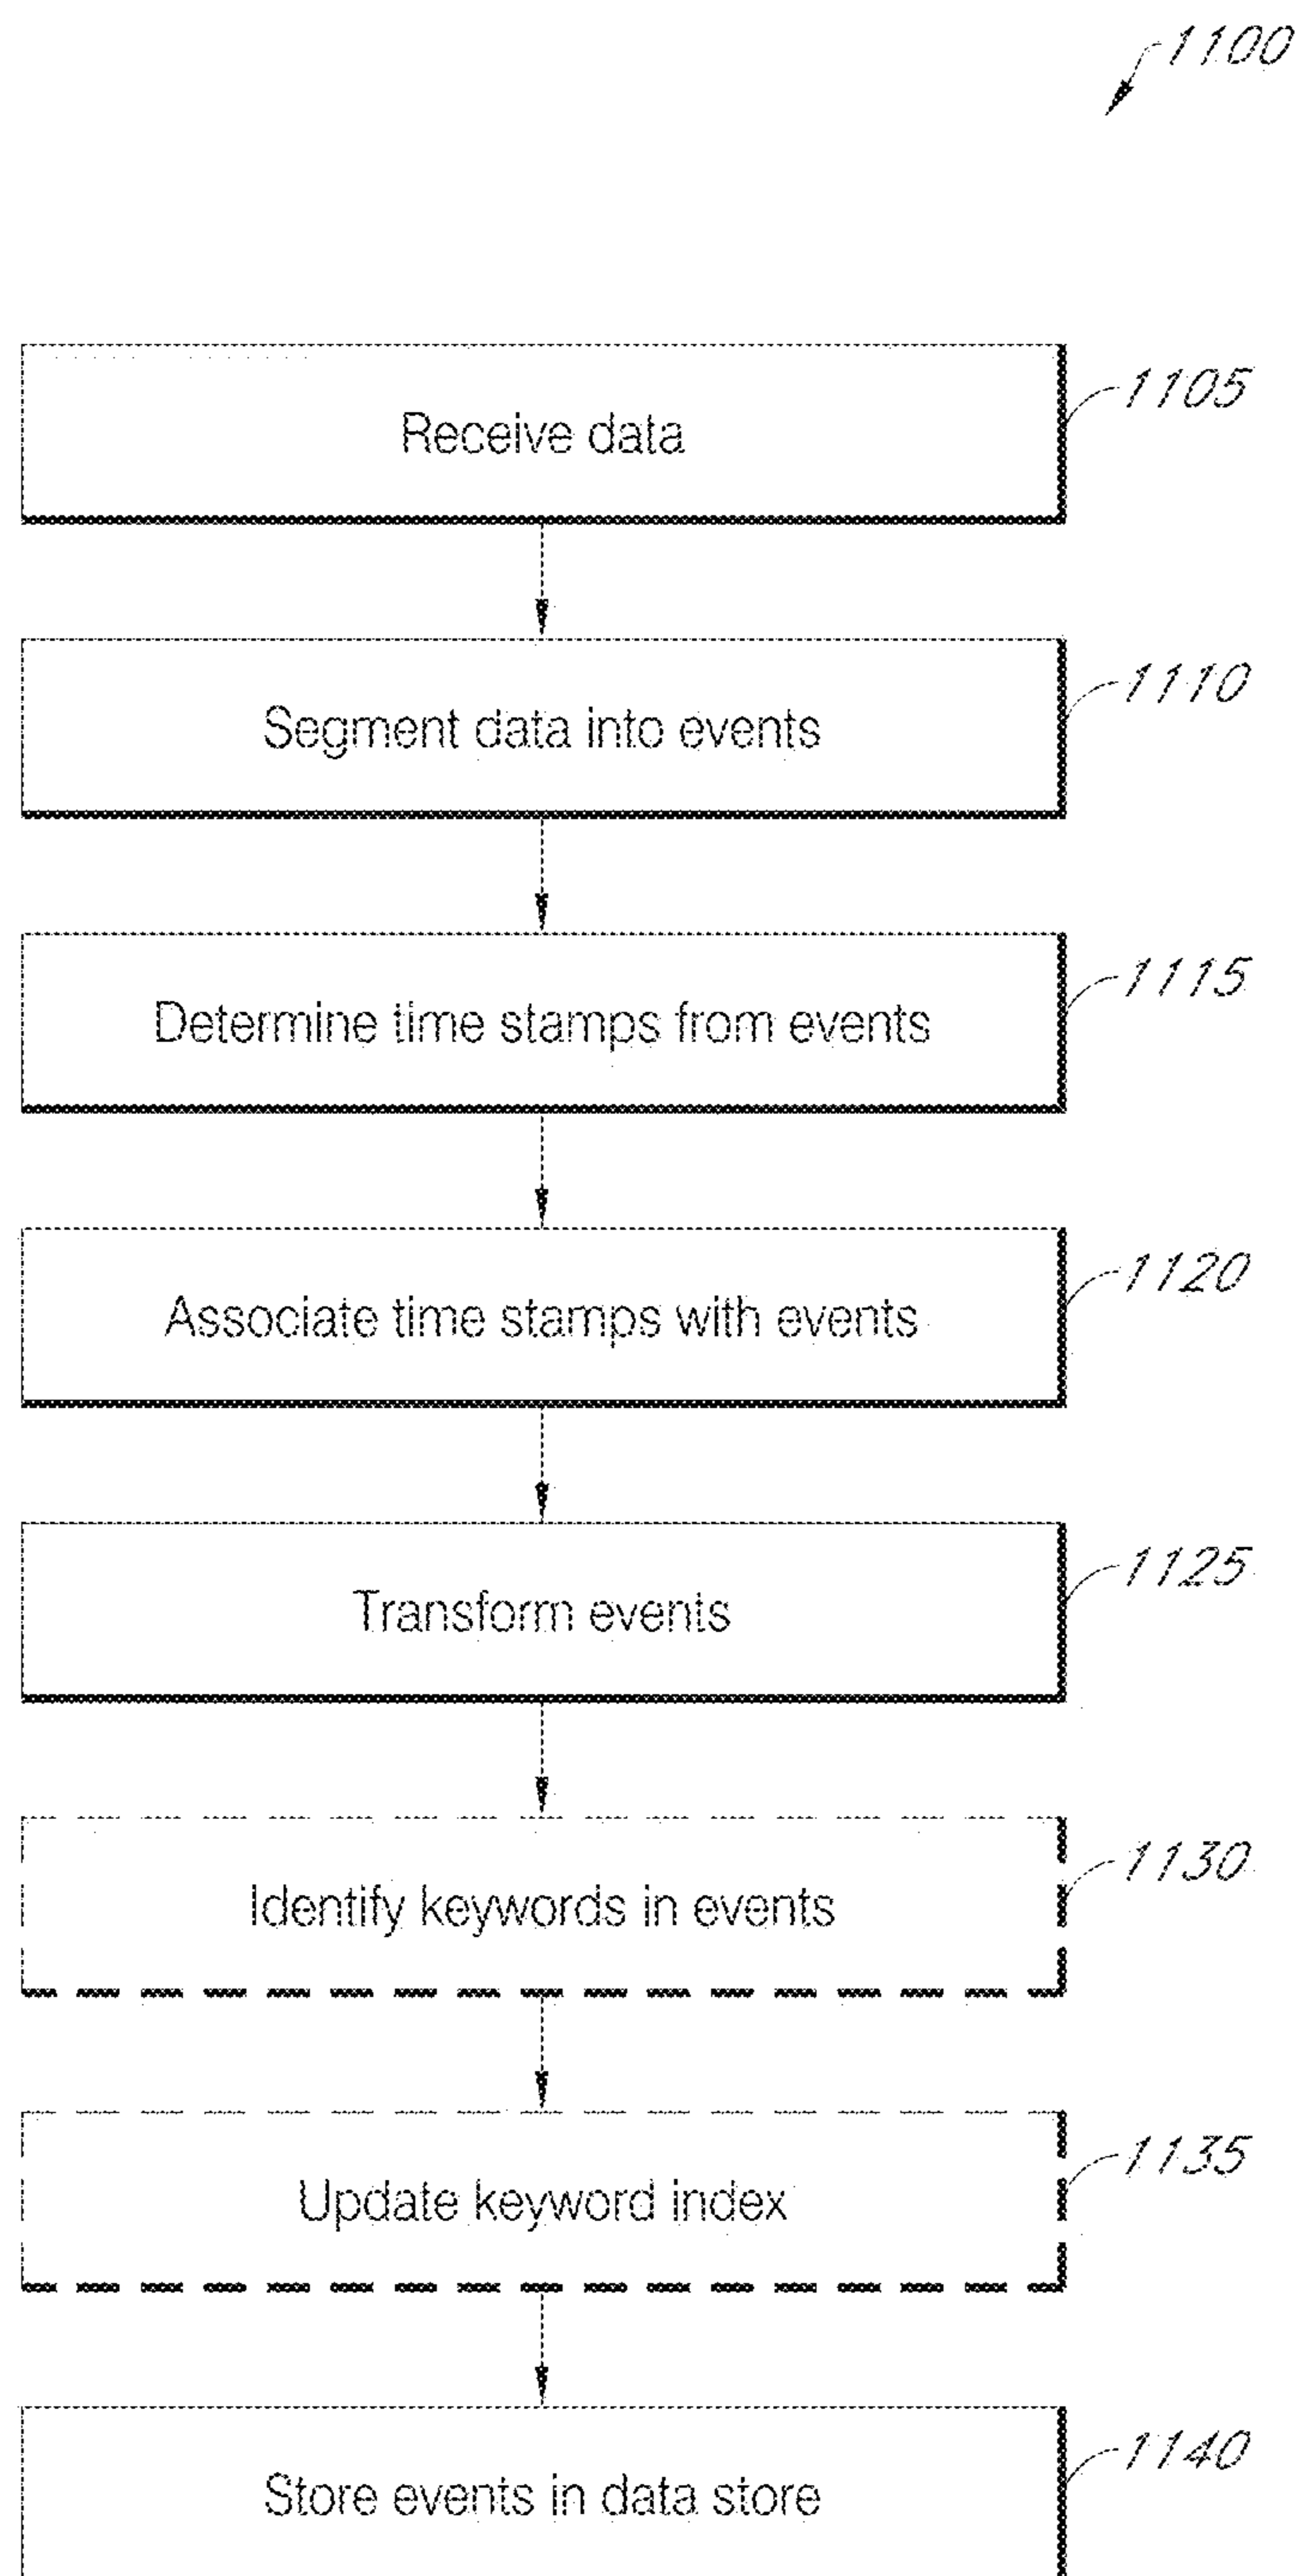 1100
Receive data
1105
Segment data into events
1110
Determine time stamps from events
1115
Associate time stamps with events
1120
Transform events
1125
Identify keywords in events
1130
Update keyword index
1135
Store events in data store
1140